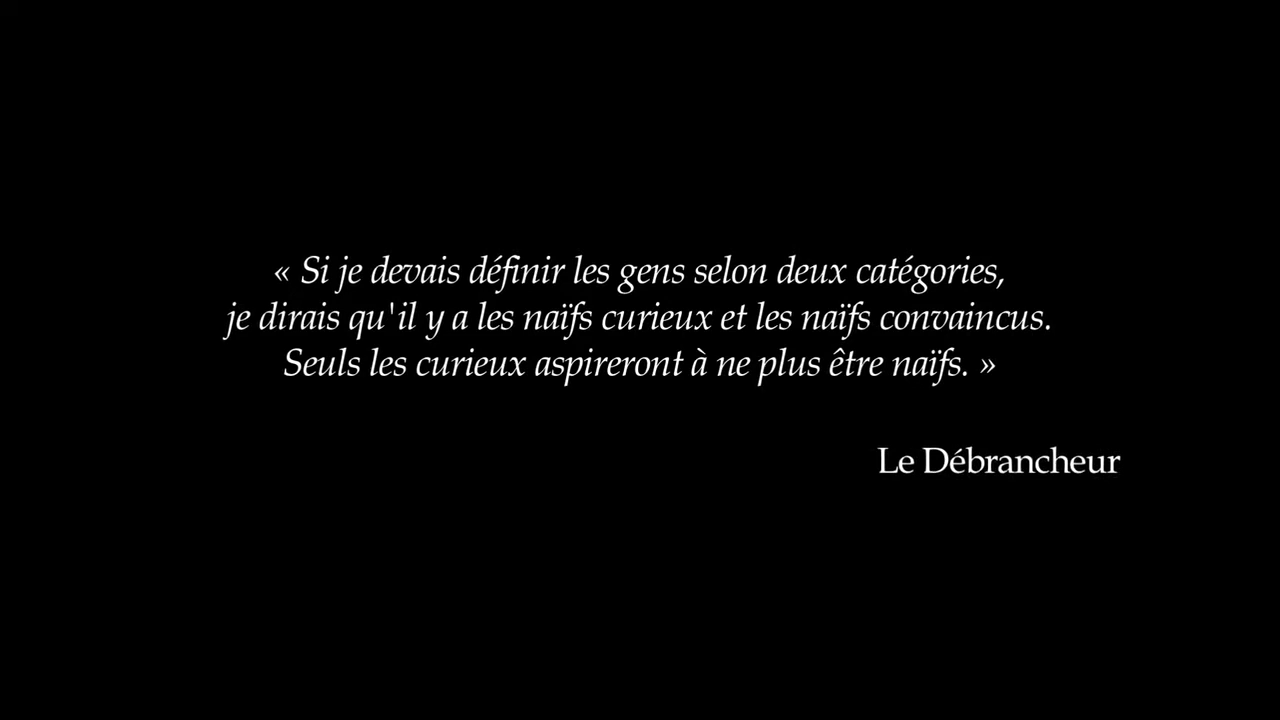 « Si je devais définir les gens selon deux catégories,
je dirais qu'il y a les naïfs curieux et les naïfs convaincus.
Seuls les curieux aspireront à ne plus être naïfs. »
Le Débrancheur